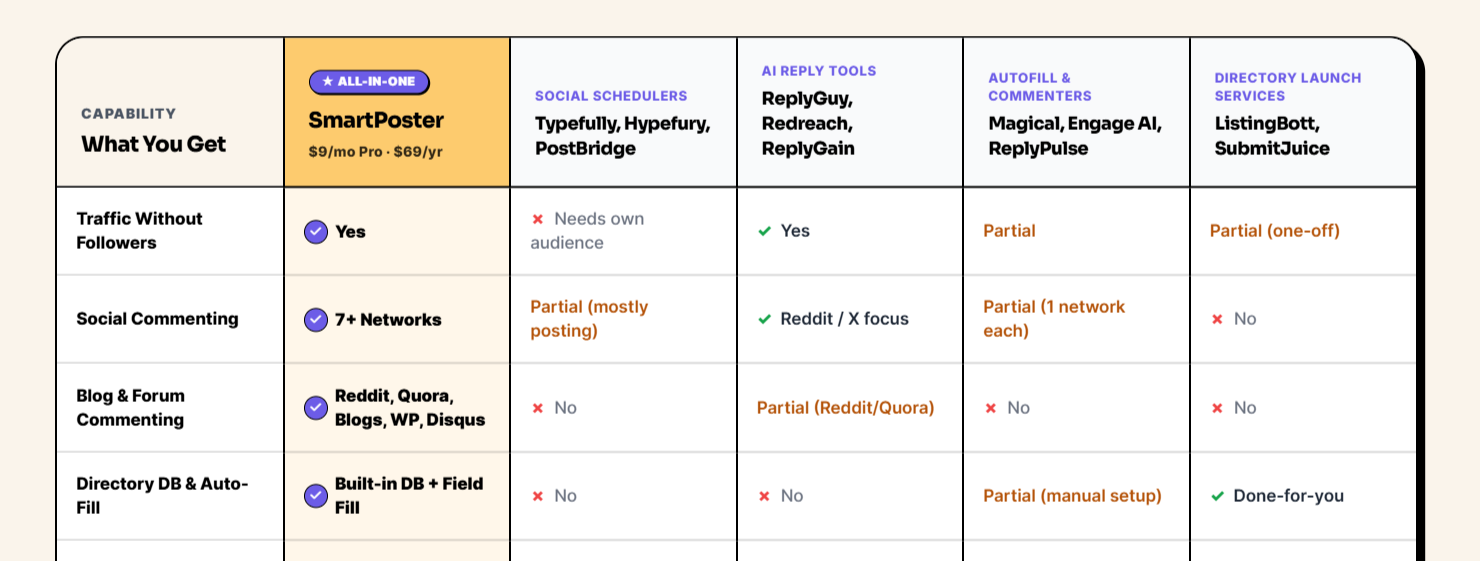 CAPABILITY
What You Get
★ ALL-IN-ONE
SmartPoster
$9/mo Pro · $69/yr
SOCIAL SCHEDULERS
Typefully, Hypefury,
PostBridge
AI REPLY TOOLS
ReplyGuy,
Redreach,
ReplyGain
AUTOFILL &
COMMENTERS
Magical, Engage AI,
ReplyPulse
DIRECTORY LAUNCH
SERVICES
ListingBott,
SubmitJuice
Traffic Without
Followers
Yes
Needs own
audience
Yes
Partial
Partial (one-off)
Social Commenting
7+ Networks
Partial (mostly
posting)
Reddit / X focus
Partial (1 network
each)
No
Blog & Forum
Commenting
Reddit, Quora,
Blogs, WP, Disqus
No
Partial (Reddit/Quora)
No
No
Directory DB & Auto-
Fill
Built-in DB + Field
Fill
No
No
Partial (manual setup)
Done-for-you